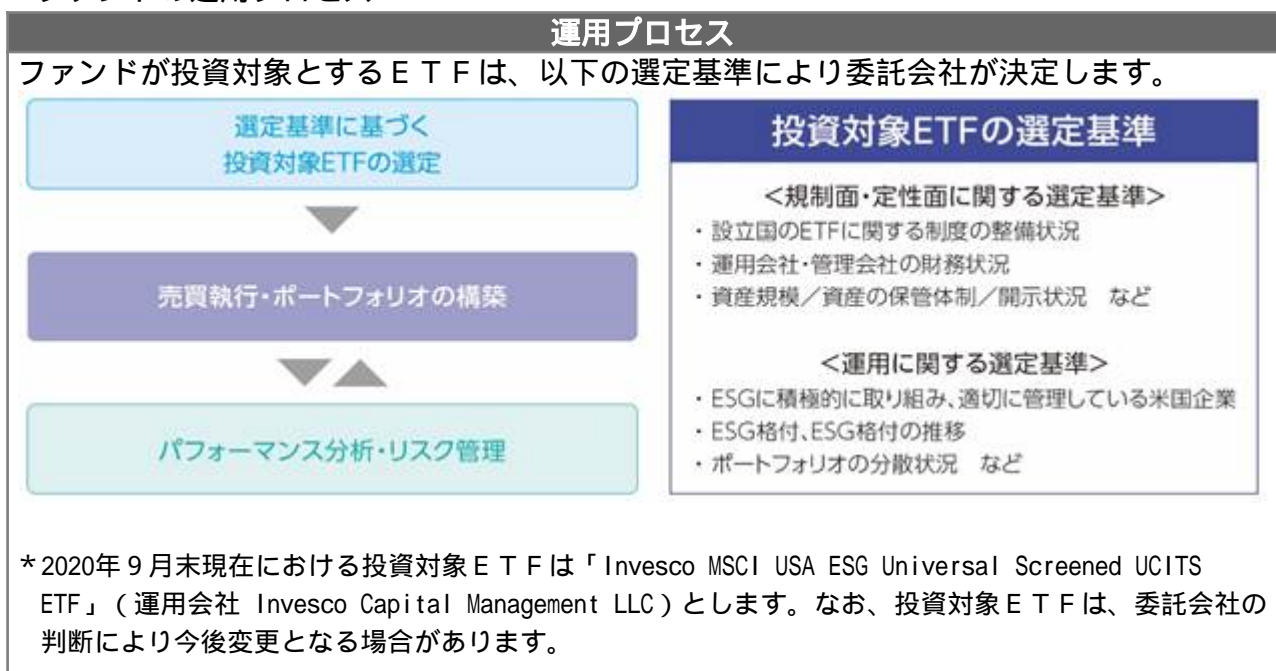 運用プロセス
ファンドが投資対象とするＥＴＦは、以下の選定基準により委託会社が決定します。
選定基準に基づく
投資対象ETFの選定
売買執行・ポートフォリオの構築
パフォーマンス分析・リスク管理
投資対象ETFの選定基準
＜規制面・定性面に関する選定基準＞
・設立国のETFに関する制度の整備状況
・運用会社・管理会社の財務状況
・資産規模／資産の保管体制／開示状況　など
＜運用に関する選定基準＞
・ESGに積極的に取り組み、適切に管理している米国企業
・ESG格付、ESG格付の推移
・ポートフォリオの分散状況　など
＊2020年９月末現在における投資対象ＥＴＦは「Invesco MSCI USA ESG Universal Screened UCITS
ETF」（運用会社 Invesco Capital Management LLC）とします。なお、投資対象ＥＴＦは、委託会社の
判断により今後変更となる場合があります。